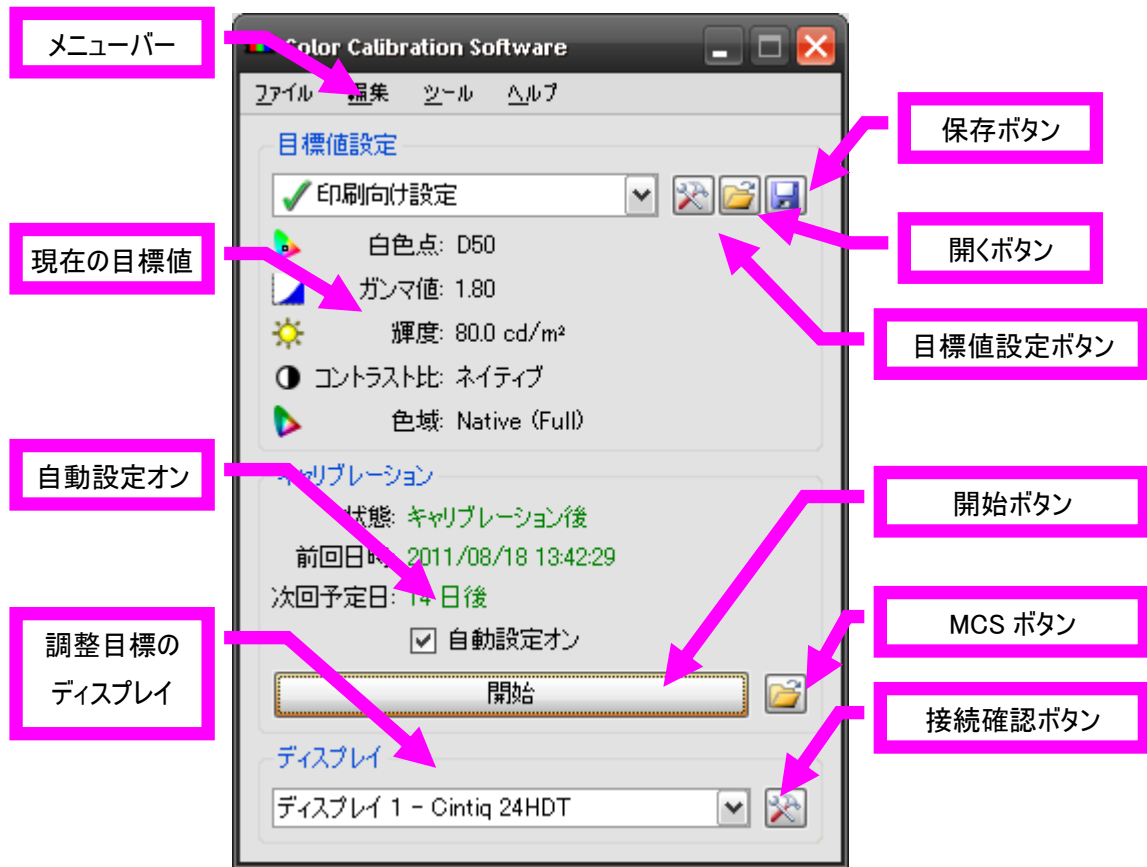 メニューバー
Color Calibration Software
ファイル 編集 ツール ヘルプ
保存ボタン
目標値設定
印刷向け設定
開くボタン
現在の目標値
白色点: D50
ガンマ値: 1.80
輝度: 80.0 cd/m²
目標値設定ボタン
コントラスト比: ネイティブ
色域: Native (Full)
自動設定オン
キャリブレーション
状態: キャリブレーション後
開始ボタン
前回日時: 2011/08/18 13:42:29
次回予定日: 14 日後
自動設定オン
MCS ボタン
調整目標の
ディスプレイ
開始
接続確認ボタン
ディスプレイ
ディスプレイ 1 - Cintiq 24HDT